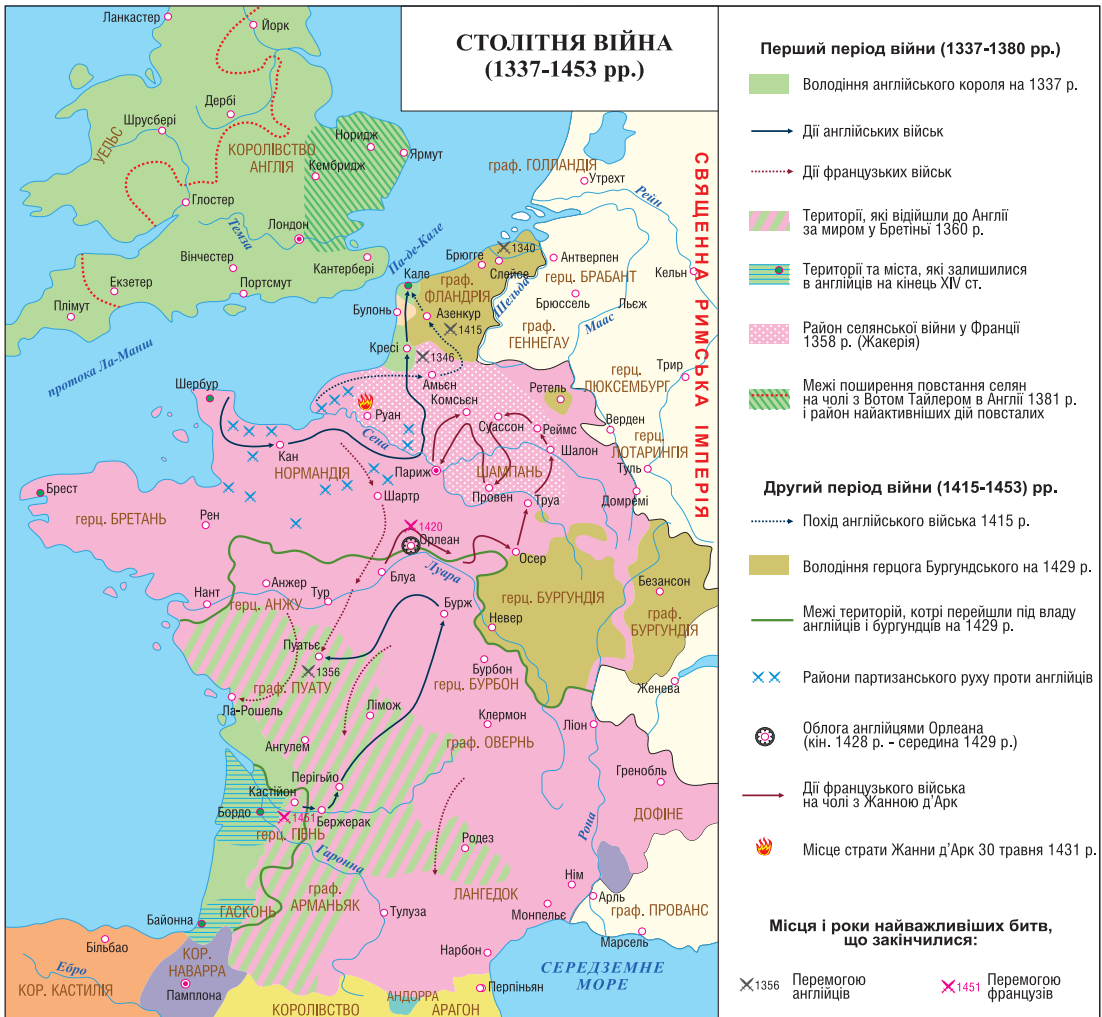 СТОЛІТНЯ ВІЙНА
(1337-1453 рр.)
Ланкастер
Йорк
Дербі
Шрусбері
УЕЛЬС
КОРОЛІВСТВО
АНГЛІЯ
Норидж
Ярмут
Кембридж
Глостер
Темза
Лондон
Вінчестер
Кантербері
Екзетер
Портсмут
Плімут
протока Ла-Манш
Па-де-Кале
граф. ГОЛЛАНДІЯ
Утрехт
Рейн
СВЯЩЕННА РИМСЬКА ІМПЕРІЯ
1340
Брюгге
Слейсе
Антверпен
герц. БРАБАНТ
Кельн
Кале
граф.
ФЛАНДРІЯ
Шельда
Брюссель
Льєж
Булонь
Азенкур
1415
Маас
граф.
ГЕННЕГАУ
Кресі
1346
Трир
герц.
ЛЮКСЕМБУРГ
Шербур
Амьєн
Комсьєн
Ретель
Руан
Суассон
Реймс
Верден
герц.
ЛОТАРИНГІЯ
Сена
Кан
НОРМАНДІЯ
Париж
ШАМПАНЬ
Шалон
Туль
Брест
герц. БРЕТАНЬ
Рен
Шартр
Провен
Труа
Домремі
1420
Орлеан
Осер
Блуа
Луара
Безансон
Анжер
Тур
Нант
герц. АНЖУ
Бурж
герц. БУРГУНДІЯ
граф.
БУРГУНДІЯ
Невер
Пуатьє
1356
граф. ПУАТУ
Бурбон
герц. БУРБОН
Женева
Ла-Рошель
Лімож
Клермон
Ліон
Ангулем
граф. ОВЕРНЬ
Гренобль
Перігьйо
Кастійон
Бордо
1451
Бержерак
герц. ГІЕНЬ
ДОФІНЕ
Рона
Гаронна
Родез
граф.
АРМАНЬЯК
ЛАНГЕДОК
Нім
Арль
ГАСКОНЬ
Байонна
Тулуза
Монпельє
граф. ПРОВАНС
Марсель
Більбао
Нарбон
Ебро
КОР. КАСТИЛІЯ
КОР.
НАВАРРА
Памплона
СЕРЕДЗЕМНЕ
МОРЕ
Перпіньян
АНДОРРА
КОРОЛІВСТВО
АРАГОН
Перший період війни (1337-1380 рр.)
Володіння англійського короля на 1337 р.
Дії англійських військ
Дії французьких військ
Території, які відійшли до Англії
за миром у Бретіньї 1360 р.
Території та міста, які залишилися
в англійців на кінець XIV ст.
Район селянської війни у Франції
1358 р. (Жакерія)
Межі поширення повстання селян
на чолі з Вотом Тайлером в Англії 1381 р.
і район найактивніших дій повсталих
Другий період війни (1415-1453) рр.
Похід англійського війська 1415 р.
Володіння герцога Бургундського на 1429 р.
Межі територій, котрі перейшли під владу
англійців і бургундців на 1429 р.
Райони партизанського руху проти англійців
Облога англійцями Орлеана
(кін. 1428 р. - середина 1429 р.)
Дії французького війська
на чолі з Жанною д'Арк
Місце страти Жанни д'Арк 30 травня 1431 р.
Місця і роки найважливіших битв,
що закінчилися:
1356 Перемогою
англійців
1451 Перемогою
французів